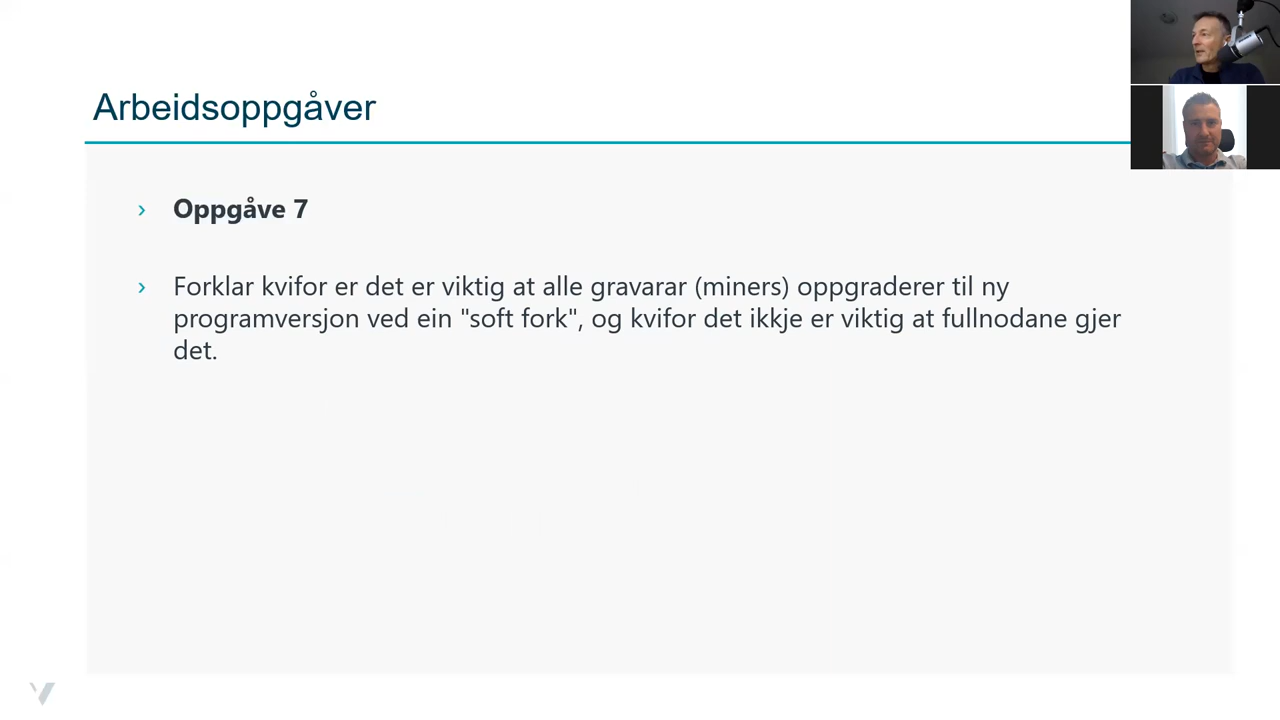 Arbeidsoppgåver
Oppgåve 7
Forklar kvifor er det er viktig at alle gravarar (miners) oppgraderer til ny
programversjon ved ein "soft fork", og kvifor det ikkje er viktig at fullnodane gjer
det.